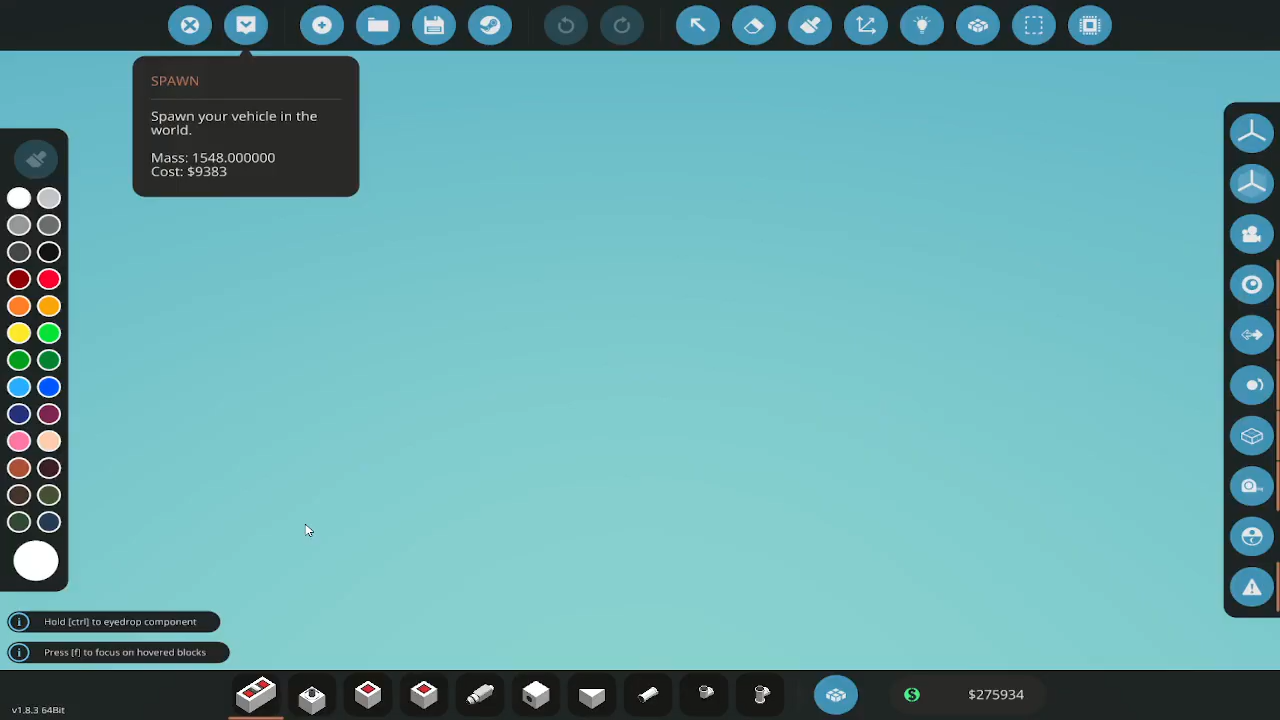 SPAWN
Spawn your vehicle in the
world.
Mass: 1548.000000
Cost: $9383
Hold [ctrl] to eyedrop component
Press [f] to focus on hovered blocks
$275934
v1.8.3 64Bit